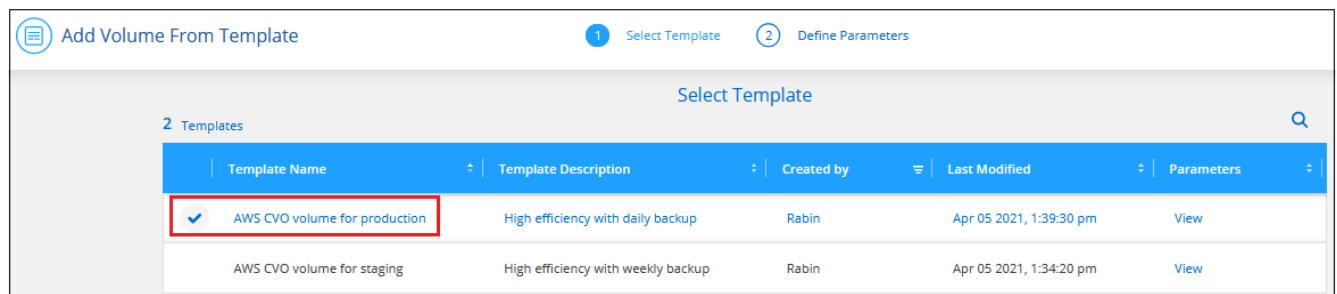 Add Volume From Template
1 Select Template 2 Define Parameters
Select Template
2 Templates
Template Name Template Description Created by Last Modified Parameters
AWS CVO volume for production High efficiency with daily backup Rabin Apr 05 2021, 1:39:30 pm View
AWS CVO volume for staging High efficiency with weekly backup Rabin Apr 05 2021, 1:34:20 pm View